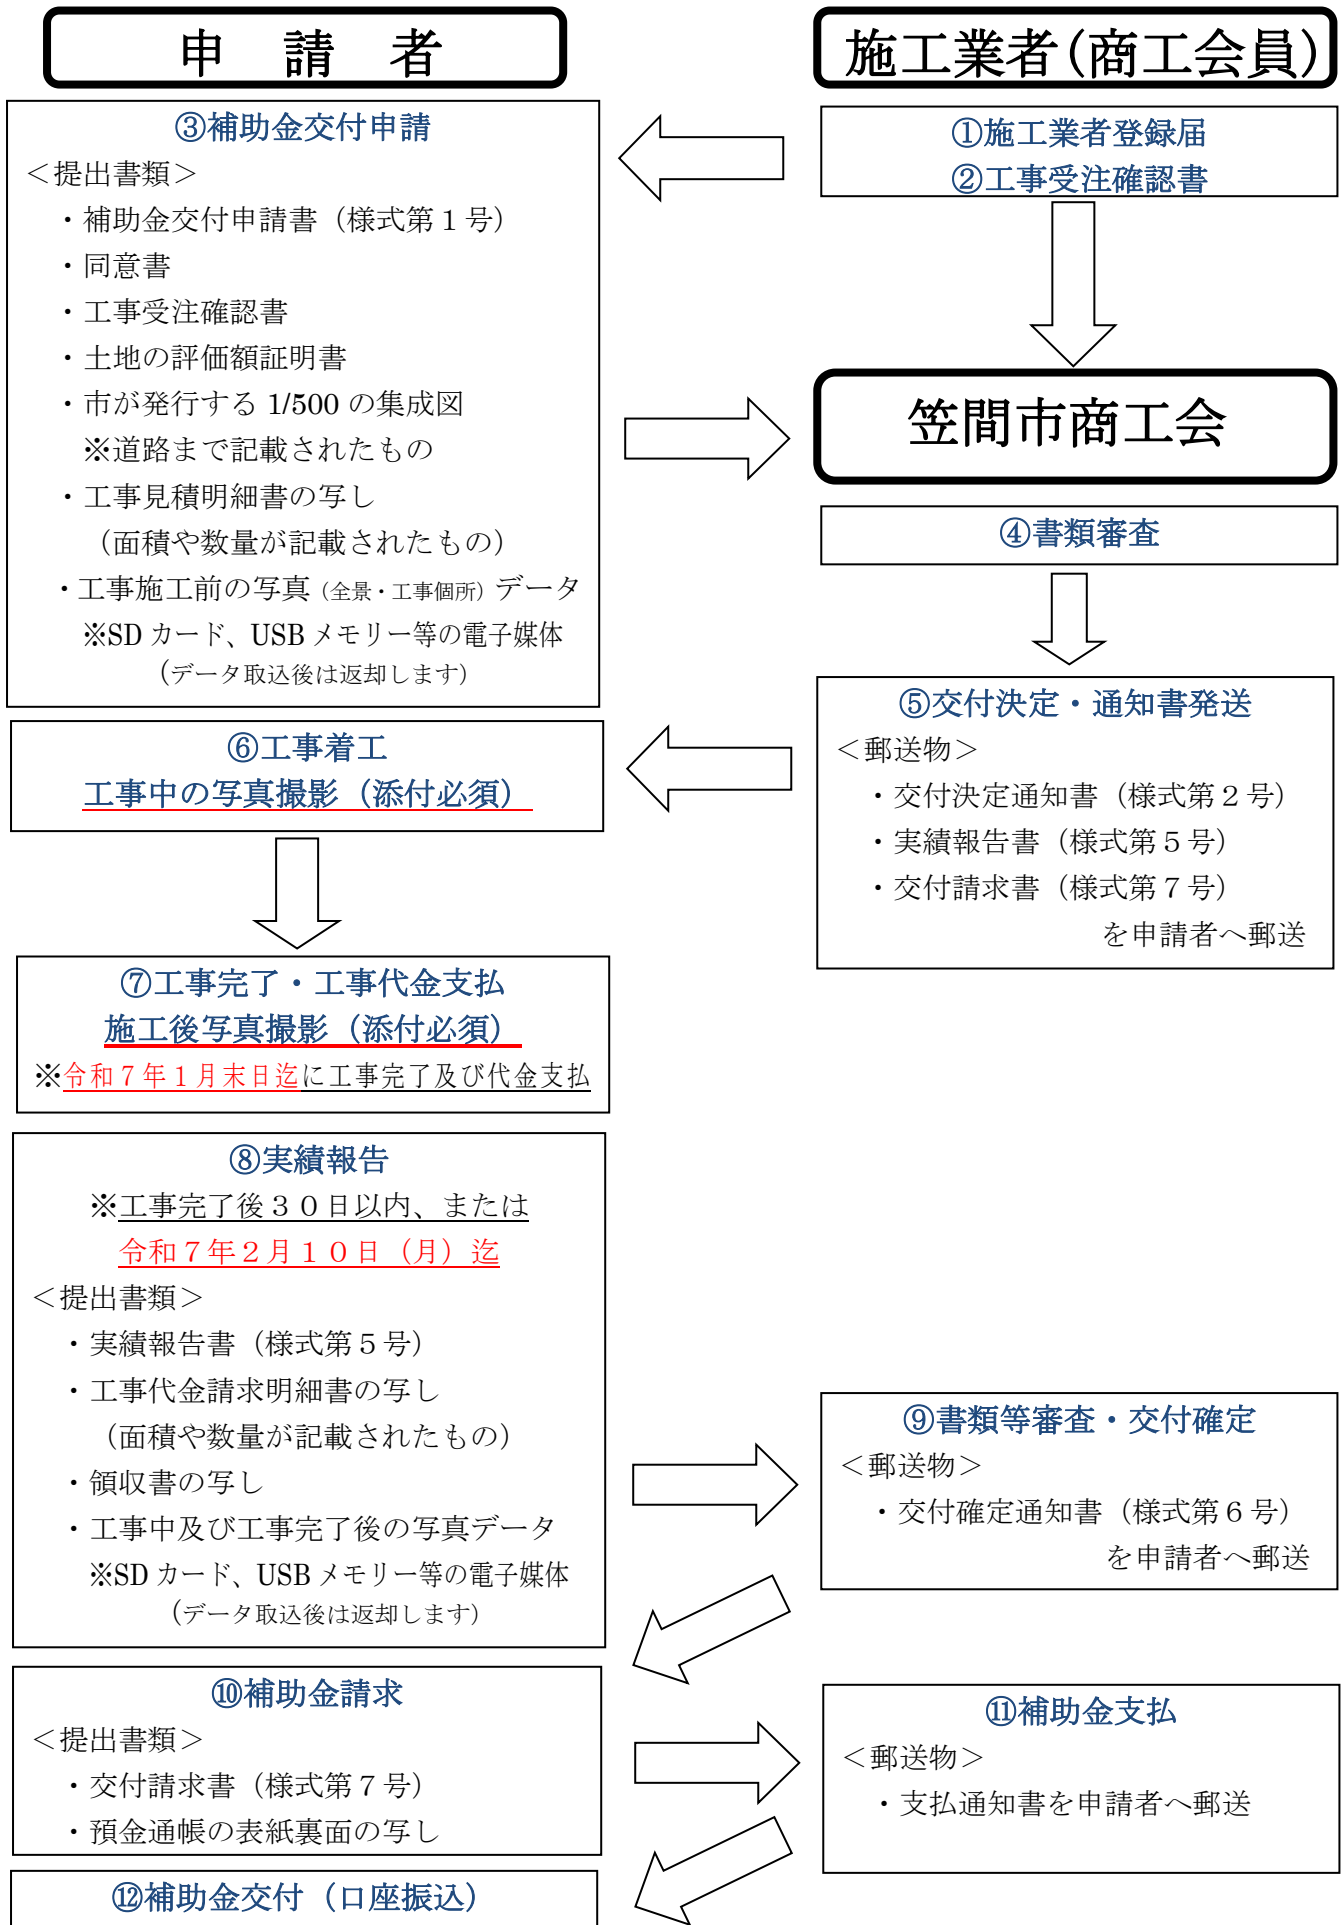 申　請　者
施工業者(商工会員)
①施工業者登録届
②工事受注確認書
③補助金交付申請
＜提出書類＞
・補助金交付申請書（様式第１号）
・同意書
・工事受注確認書
・土地の評価額証明書
・市が発行する 1/500 の集成図
※道路まで記載されたもの
・工事見積明細書の写し
（面積や数量が記載されたもの）
・工事施工前の写真（全景・工事個所）データ
※SD カード、USB メモリー等の電子媒体
（データ取込後は返却します）
笠間市商工会
④書類審査
⑤交付決定・通知書発送
＜郵送物＞
・交付決定通知書（様式第２号）
・実績報告書（様式第５号）
・交付請求書（様式第７号）
を申請者へ郵送
⑥工事着工
工事中の写真撮影（添付必須）
⑦工事完了・工事代金支払
施工後写真撮影（添付必須）
※令和７年１月末日迄に工事完了及び代金支払
⑧実績報告
※工事完了後３０日以内、または
令和７年２月１０日（月）迄
＜提出書類＞
・実績報告書（様式第５号）
・工事代金請求明細書の写し
（面積や数量が記載されたもの）
・領収書の写し
・工事中及び工事完了後の写真データ
※SD カード、USB メモリー等の電子媒体
（データ取込後は返却します）
⑨書類等審査・交付確定
＜郵送物＞
・交付確定通知書（様式第６号）
を申請者へ郵送
⑩補助金請求
＜提出書類＞
・交付請求書（様式第７号）
・預金通帳の表紙裏面の写し
⑪補助金支払
＜郵送物＞
・支払通知書を申請者へ郵送
⑫補助金交付（口座振込）